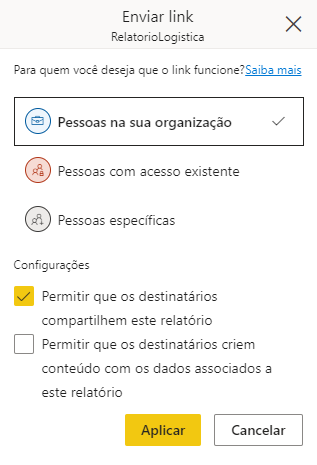 Enviar link
RelatorioLogistica
Para quem você deseja que o link funcione?Saiba mais
Pessoas na sua organização
Pessoas com acesso existente
Pessoas específicas
Configurações
Permitir que os destinatários
compartilhem este relatório
Permitir que os destinatários criem
conteúdo com os dados associados a
este relatório
Aplicar
Cancelar